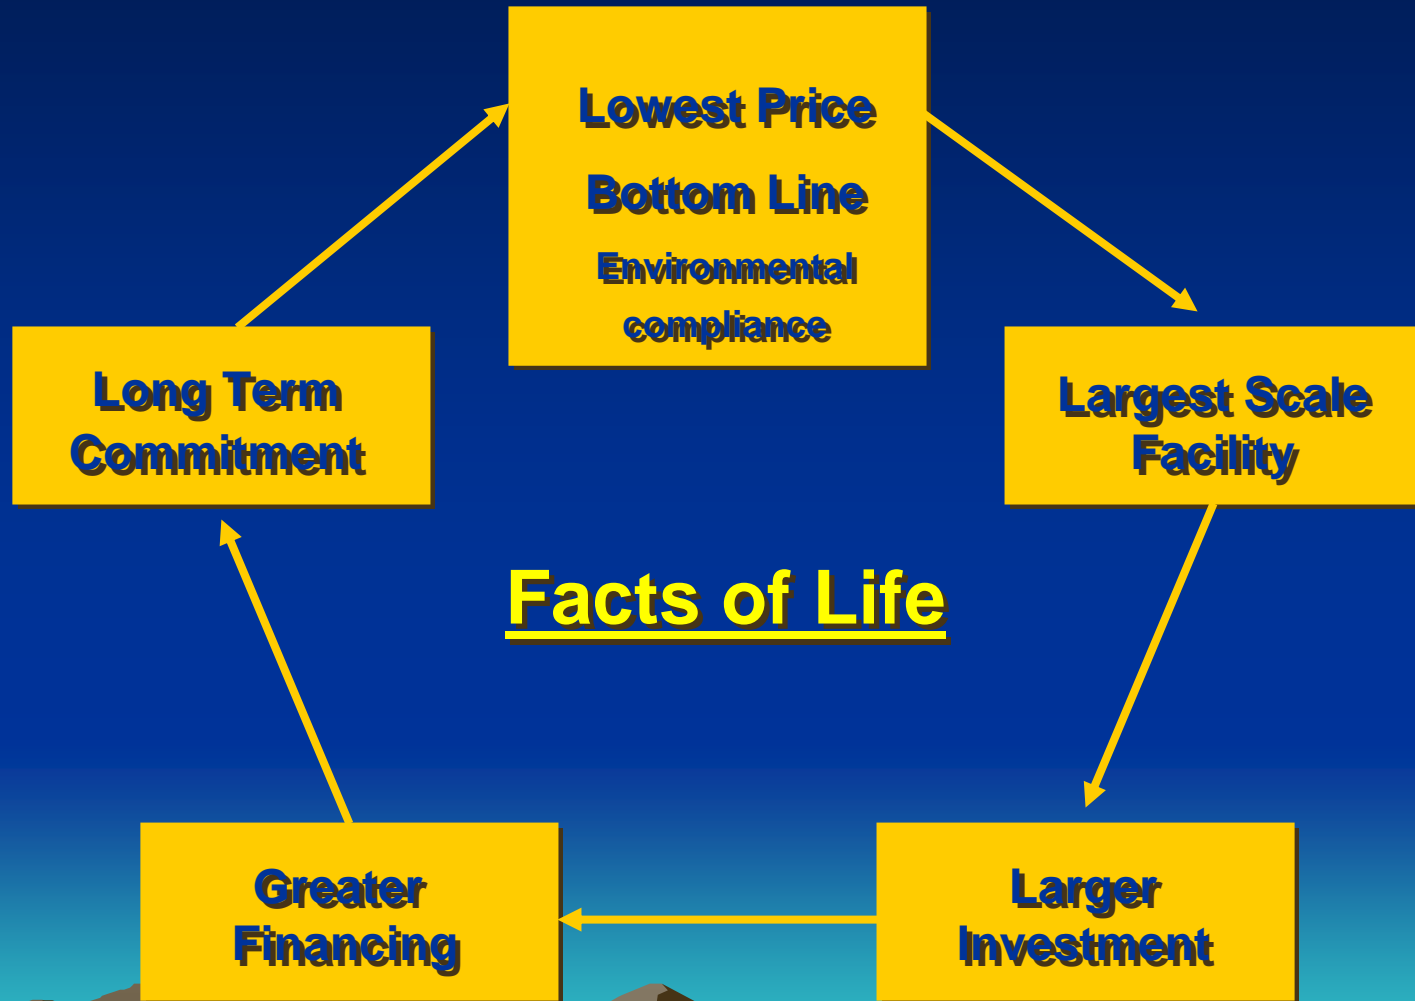 Lowest Price
Bottom Line
Environmental
compliance
Long Term
Commitment
Largest Scale
Facility
Facts of Life
Greater
Financing
Larger
Investment